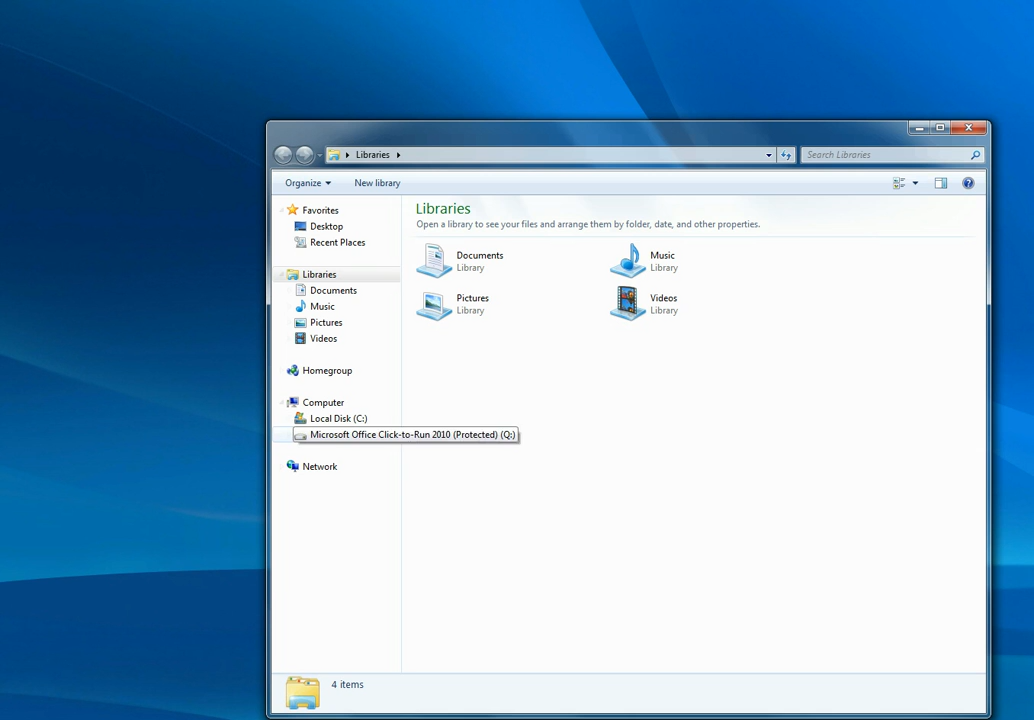 Libraries
Search Libraries
Organize
New library
Favorites
Desktop
Recent Places
Libraries
Documents
Music
Pictures
Videos
Homegroup
Computer
Local Disk (C:)
Microsoft Office Click-to-Run 2010 (Protected) (Q:)
Network
Libraries
Open a library to see your files and arrange them by folder, date, and other properties.
Documents
Library
Music
Library
Pictures
Library
Videos
Library
4 items